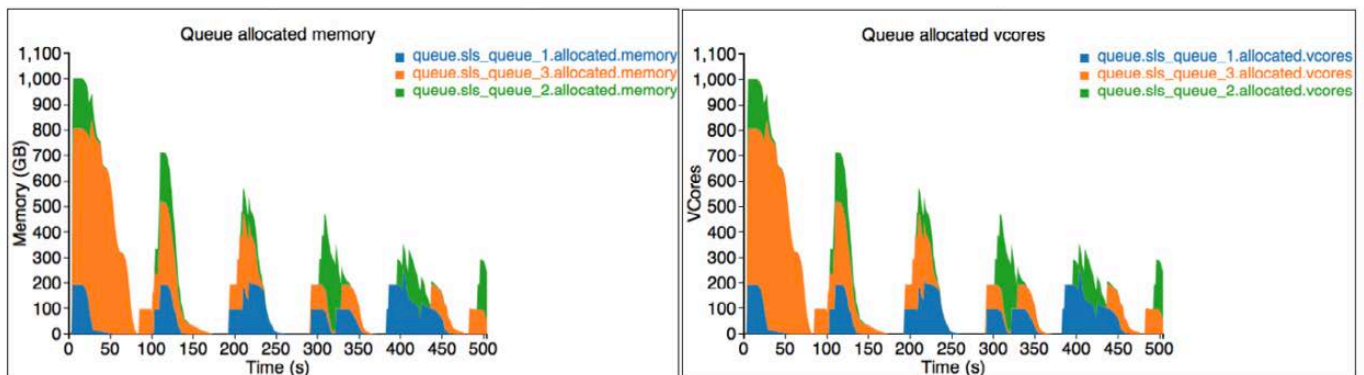 Queue allocated memory
1,100
1,000
900
800
700
600
500
400
300
200
100
0
Memory (GB)
queue.sls_queue_1.allocated.memory
queue.sls_queue_3.allocated.memory
queue.sls_queue_2.allocated.memory
0 50 100 150 200 250 300 350 400 450 500
Time (s)
Queue allocated vcores
1,100
1,000
900
800
700
600
500
400
300
200
100
0
VCores
queue.sls_queue_1.allocated.vcores
queue.sls_queue_3.allocated.vcores
queue.sls_queue_2.allocated.vcores
0 50 100 150 200 250 300 350 400 450 500
Time (s)